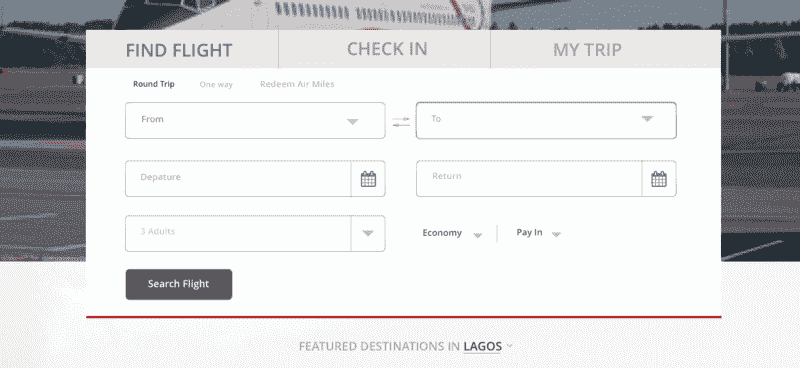 FIND FLIGHT CHECK IN MY TRIP
Round Trip One way Redeem Air Miles
From To
Depature Return
3 Adults Economy Pay In
Search Flight
FEATURED DESTINATIONS IN LAGOS